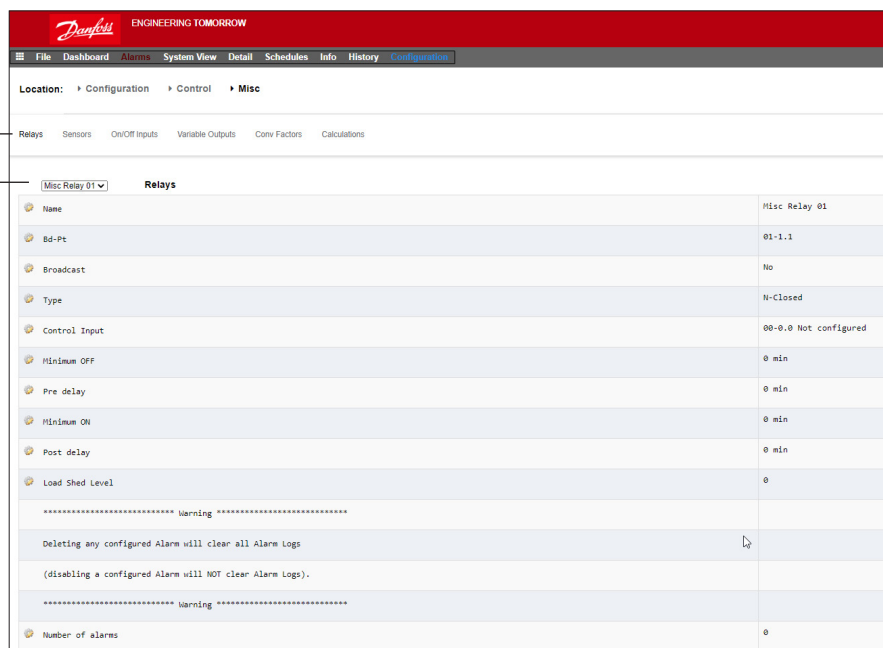 Danfoss ENGINEERING TOMORROW
File Dashboard Alarms System View Detail Schedules Info History Configuration
Location: Configuration Control Misc
Relays Sensors On/Off Inputs Variable Outputs Conv Factors Calculations
Misc Relay 01 Relays
Name Misc Relay 01
Bd-Pt 01-1.1
Broadcast No
Type N-Closed
Control Input 00-0.0 Not configured
Minimum OFF 0 min
Pre delay 0 min
Minimum ON 0 min
Post delay 0 min
Load Shed Level 0
*************************** Warning ***************************
Deleting any configured Alarm will clear all Alarm Logs
(disabling a configured Alarm will NOT clear Alarm Logs).
*************************** Warning ***************************
Number of alarms 0